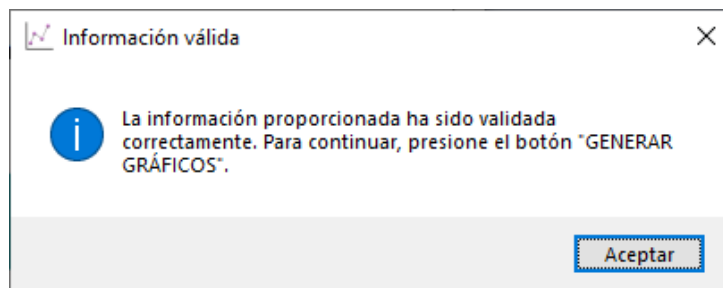 Información válida
La información proporcionada ha sido validada
correctamente. Para continuar, presione el botón "GENERAR
GRÁFICOS".
Aceptar